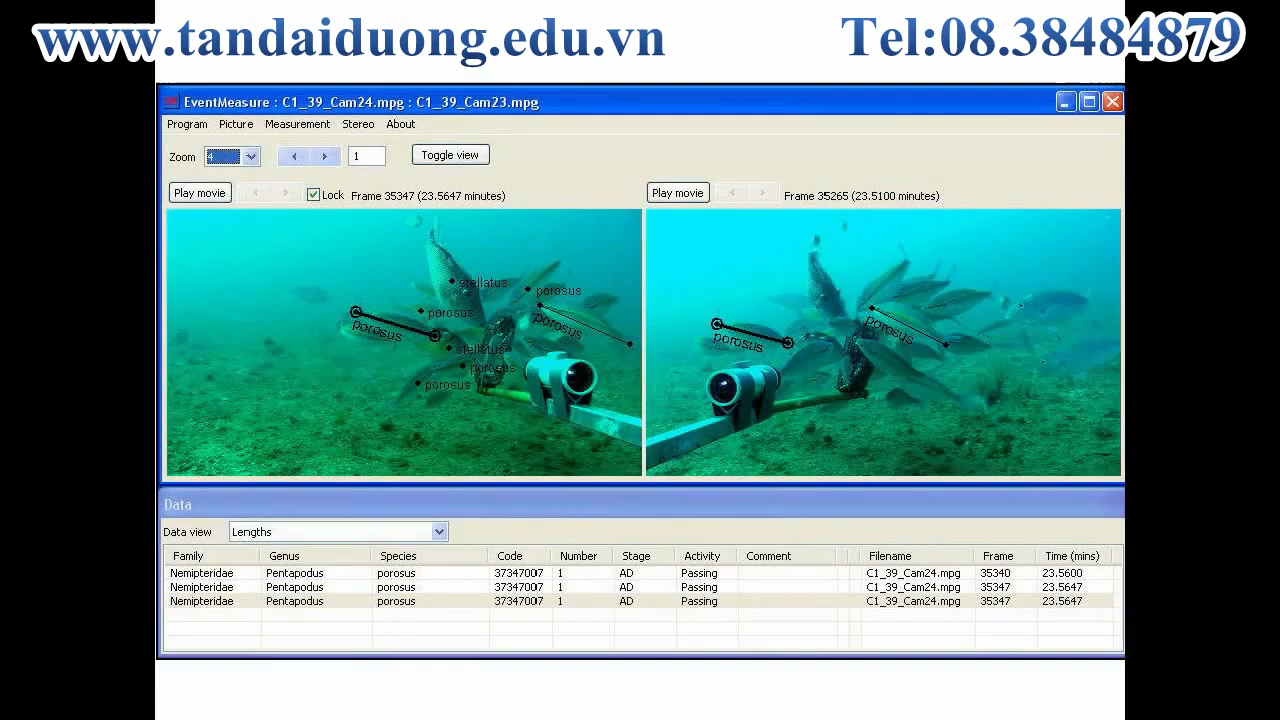 www.tandaiduong.edu.vn Tel:08.38484879
EventMeasure : C1_39_Cam24.mpg : C1_39_Cam23.mpg
Program Picture Measurement Stereo About
Zoom 1 Toggle view
Play movie Lock Frame 35347 (23.5647 minutes) Play movie Frame 35265 (23.5100 minutes)
stellatus
porosus
porosus
porosus
porosus
stellatus
porosus
porosus
porosus
porosus
Data
Data view Lengths
Family Genus Species Code Number Stage Activity Comment Filename Frame Time (mins)
Nemipteridae Pentapodus porosus 37347007 1 AD Passing C1_39_Cam24.mpg 35340 23.5600
Nemipteridae Pentapodus porosus 37347007 1 AD Passing C1_39_Cam24.mpg 35347 23.5647
Nemipteridae Pentapodus porosus 37347007 1 AD Passing C1_39_Cam24.mpg 35347 23.5647